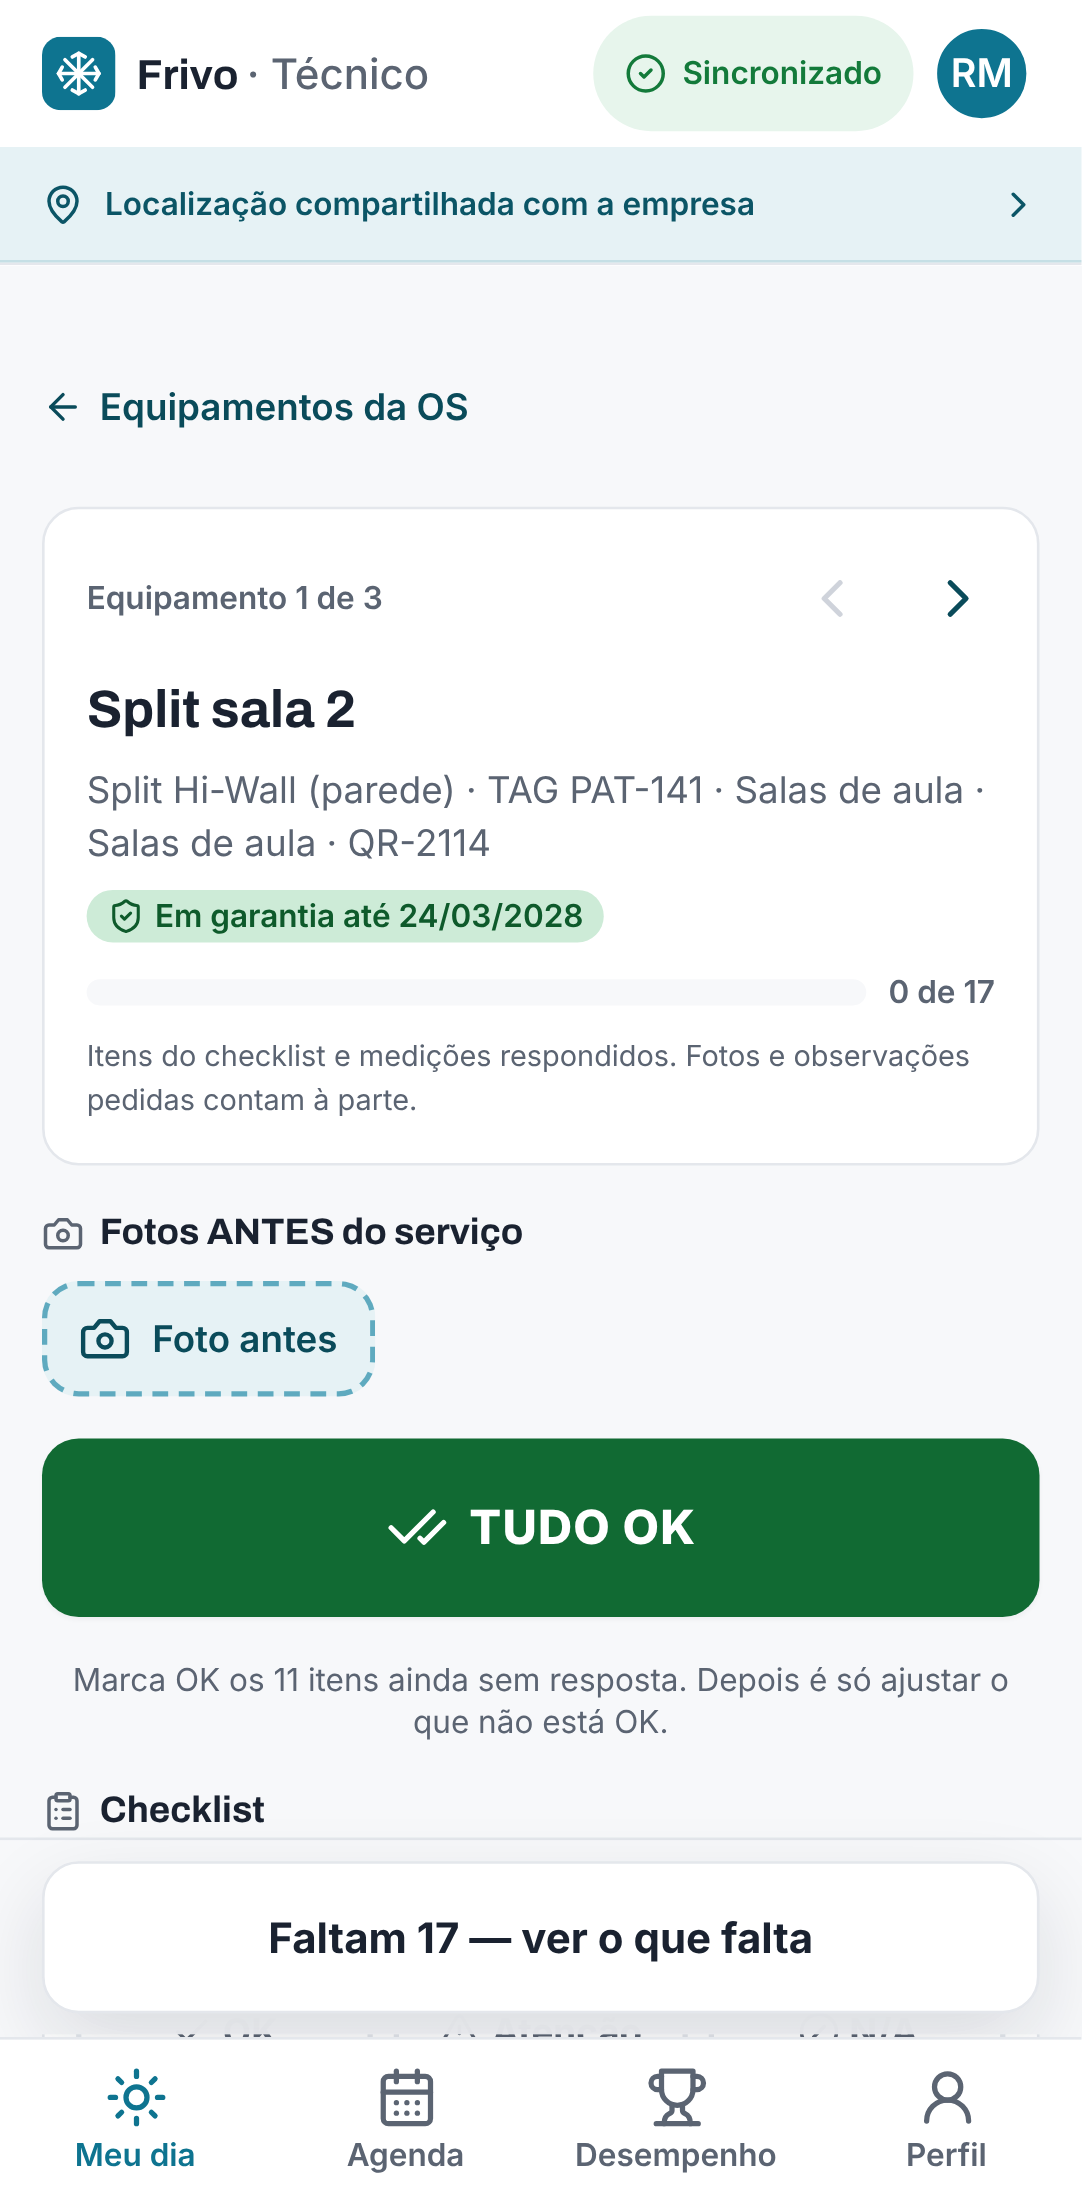 Frivo · Técnico
Sincronizado
RM
Localização compartilhada com a empresa
Equipamentos da OS
Equipamento 1 de 3
Split sala 2
Split Hi-Wall (parede) · TAG PAT-141 · Salas de aula ·
Salas de aula · QR-2114
Em garantia até 24/03/2028
0 de 17
Itens do checklist e medições respondidos. Fotos e observações
pedidas contam à parte.
Fotos ANTES do serviço
Foto antes
TUDO OK
Marca OK os 11 itens ainda sem resposta. Depois é só ajustar o
que não está OK.
Checklist
Faltam 17 — ver o que falta
OK Atenção N/A
Meu dia
Agenda
Desempenho
Perfil